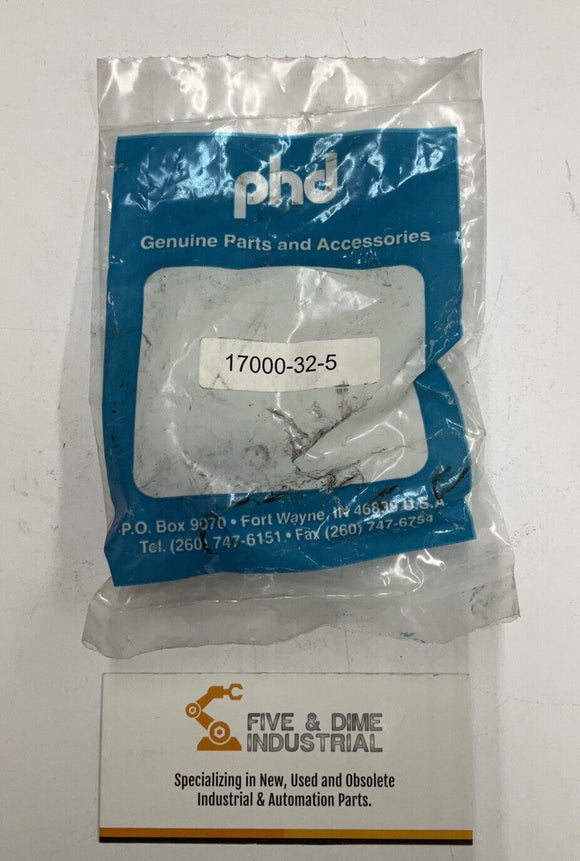 phd
Genuine Parts and Accessories
17000-32-5
P.O. Box 9070 • Fort Wayne, IN 46899 U.S.A.
Tel. (260) 747-6151 • Fax (260) 747-6754
FIVE & DIME
INDUSTRIAL
Specializing in New, Used and Obsolete
Industrial & Automation Parts.